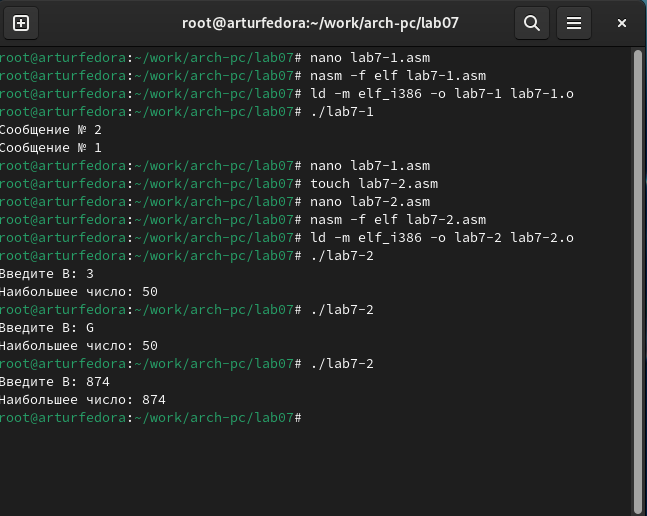 root@arturfedora:~/work/arch-pc/lab07
root@arturfedora:~/work/arch-pc/lab07# nano lab7-1.asm
root@arturfedora:~/work/arch-pc/lab07# nasm -f elf lab7-1.asm
root@arturfedora:~/work/arch-pc/lab07# ld -m elf_i386 -o lab7-1 lab7-1.o
root@arturfedora:~/work/arch-pc/lab07# ./lab7-1
Сообщение № 2
Сообщение № 1
root@arturfedora:~/work/arch-pc/lab07# nano lab7-1.asm
root@arturfedora:~/work/arch-pc/lab07# touch lab7-2.asm
root@arturfedora:~/work/arch-pc/lab07# nano lab7-2.asm
root@arturfedora:~/work/arch-pc/lab07# nasm -f elf lab7-2.asm
root@arturfedora:~/work/arch-pc/lab07# ld -m elf_i386 -o lab7-2 lab7-2.o
root@arturfedora:~/work/arch-pc/lab07# ./lab7-2
Введите B: 3
Наибольшее число: 50
root@arturfedora:~/work/arch-pc/lab07# ./lab7-2
Введите B: G
Наибольшее число: 50
root@arturfedora:~/work/arch-pc/lab07# ./lab7-2
Введите B: 874
Наибольшее число: 874
root@arturfedora:~/work/arch-pc/lab07#